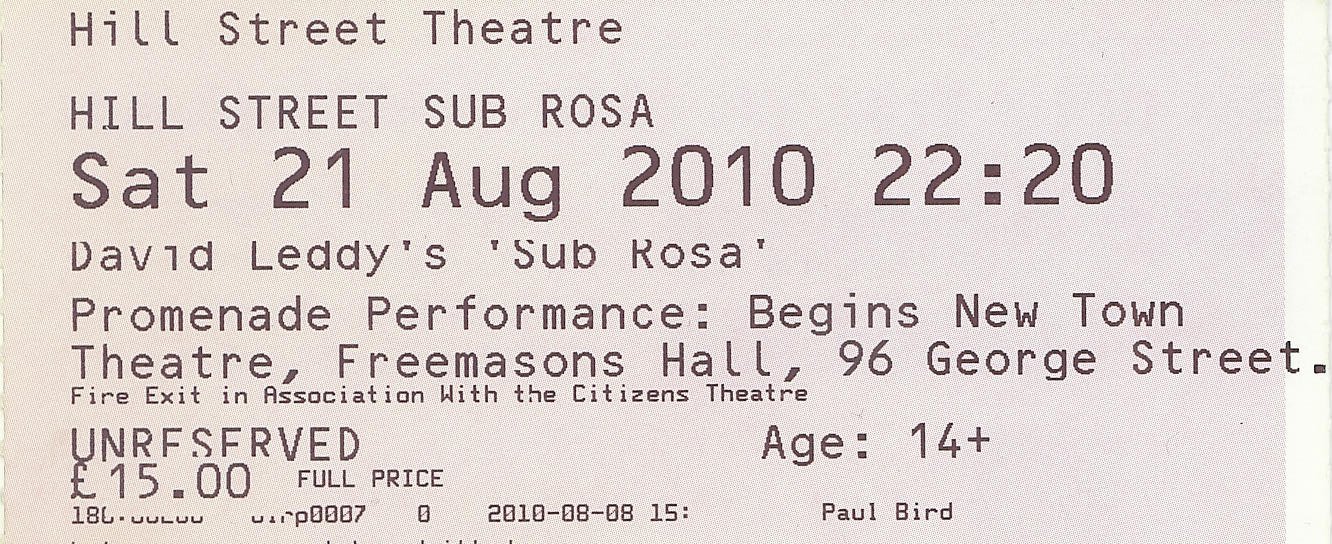 Hill Street Theatre
HILL STREET SUB ROSA
Sat 21 Aug 2010 22:20
David Leddy's 'Sub Rosa'
Promenade Performance: Begins New Town
Theatre, Freemasons Hall, 96 George Street.
Fire Exit in Association With the Citizens Theatre
UNRESERVED Age: 14+
£15.00 FULL PRICE
0 2010-08-08 15: Paul Bird